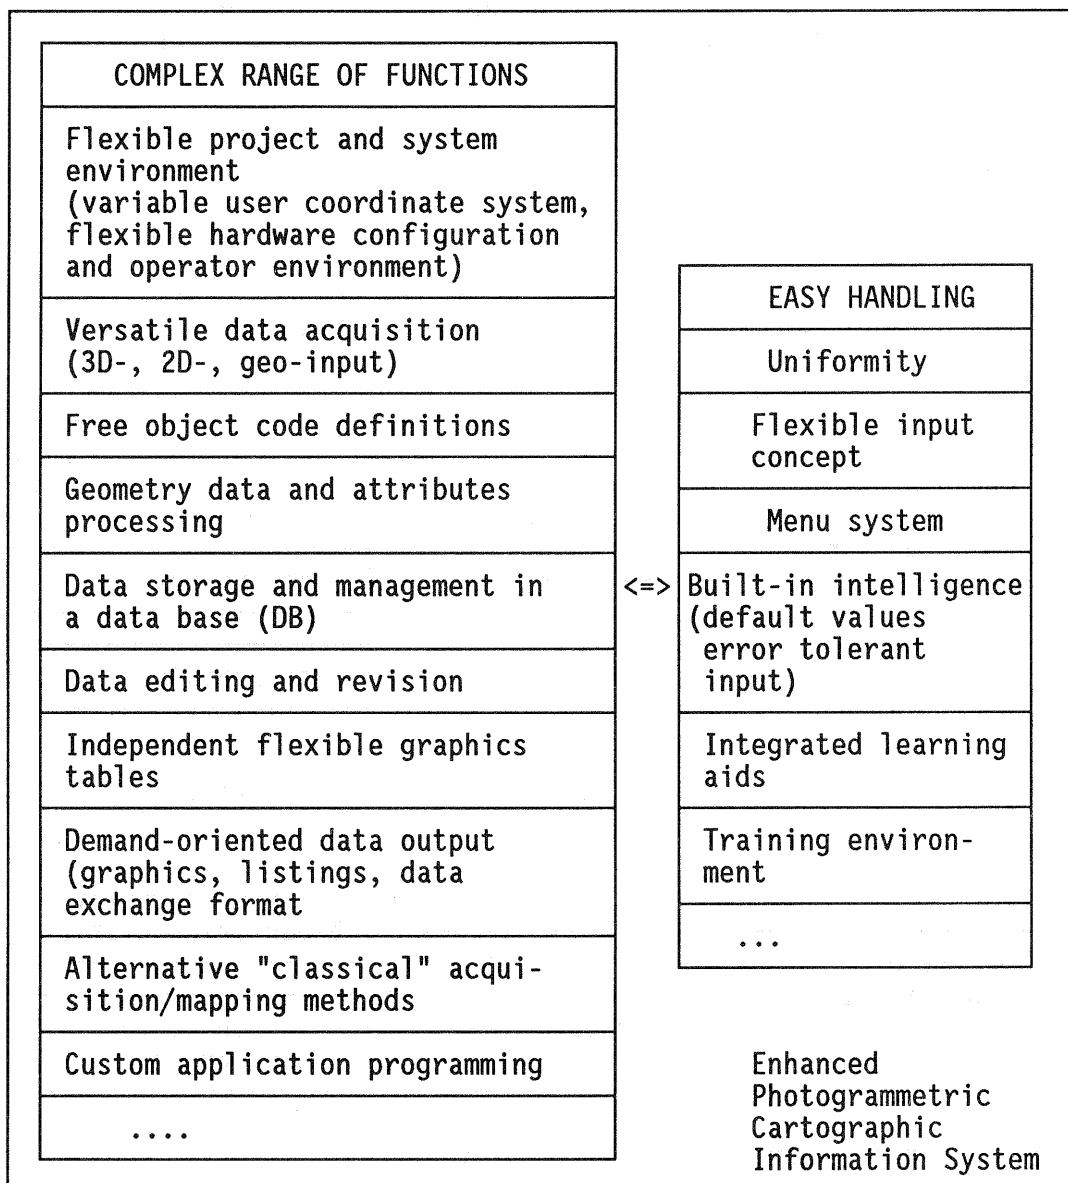 COMPLEX RANGE OF FUNCTIONS
Flexible project and system
environment
(variable user coordinate system,
flexible hardware configuration
and operator environment)
Versatile data acquisition
(3D-, 2D-, geo-input)
Free object code definitions
Geometry data and attributes
processing
Data storage and management in
a data base (DB)
Data editing and revision
Independent flexible graphics
tables
Demand-oriented data output
(graphics, listings, data
exchange format
Alternative "classical" acqui-
sition/mapping methods
Custom application programming
....
<=>
EASY HANDLING
Uniformity
Flexible input
concept
Menu system
Built-in intelligence
(default values
error tolerant
input)
Integrated learning
aids
Training environ-
ment
...
Enhanced
Photogrammetric
Cartographic
Information System